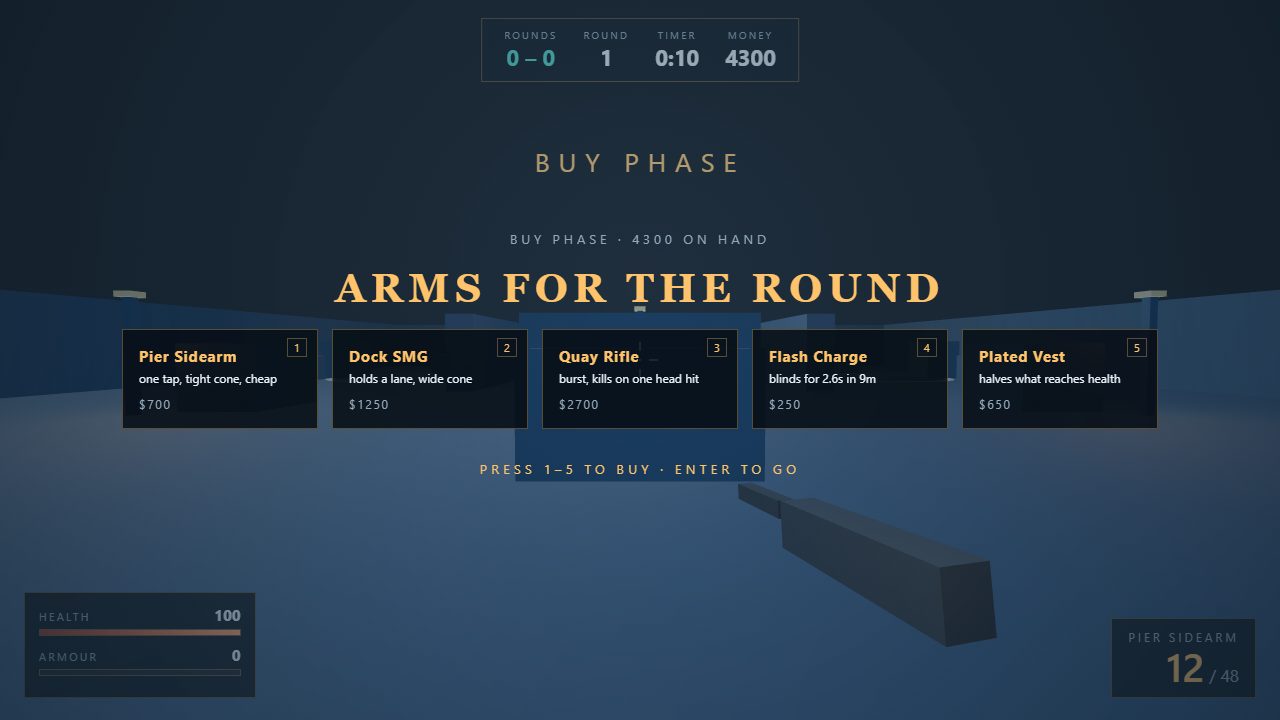 ROUNDS ROUND TIMER MONEY
0 – 0 1 0:10 4300
BUY PHASE
BUY PHASE · 4300 ON HAND
ARMS FOR THE ROUND
Pier Sidearm 1
one tap, tight cone, cheap
$700
Dock SMG 2
holds a lane, wide cone
$1250
Quay Rifle 3
burst, kills on one head hit
$2700
Flash Charge 4
blinds for 2.6s in 9m
$250
Plated Vest 5
halves what reaches health
$650
PRESS 1–5 TO BUY · ENTER TO GO
HEALTH 100
ARMOUR 0
PIER SIDEARM
12 / 48